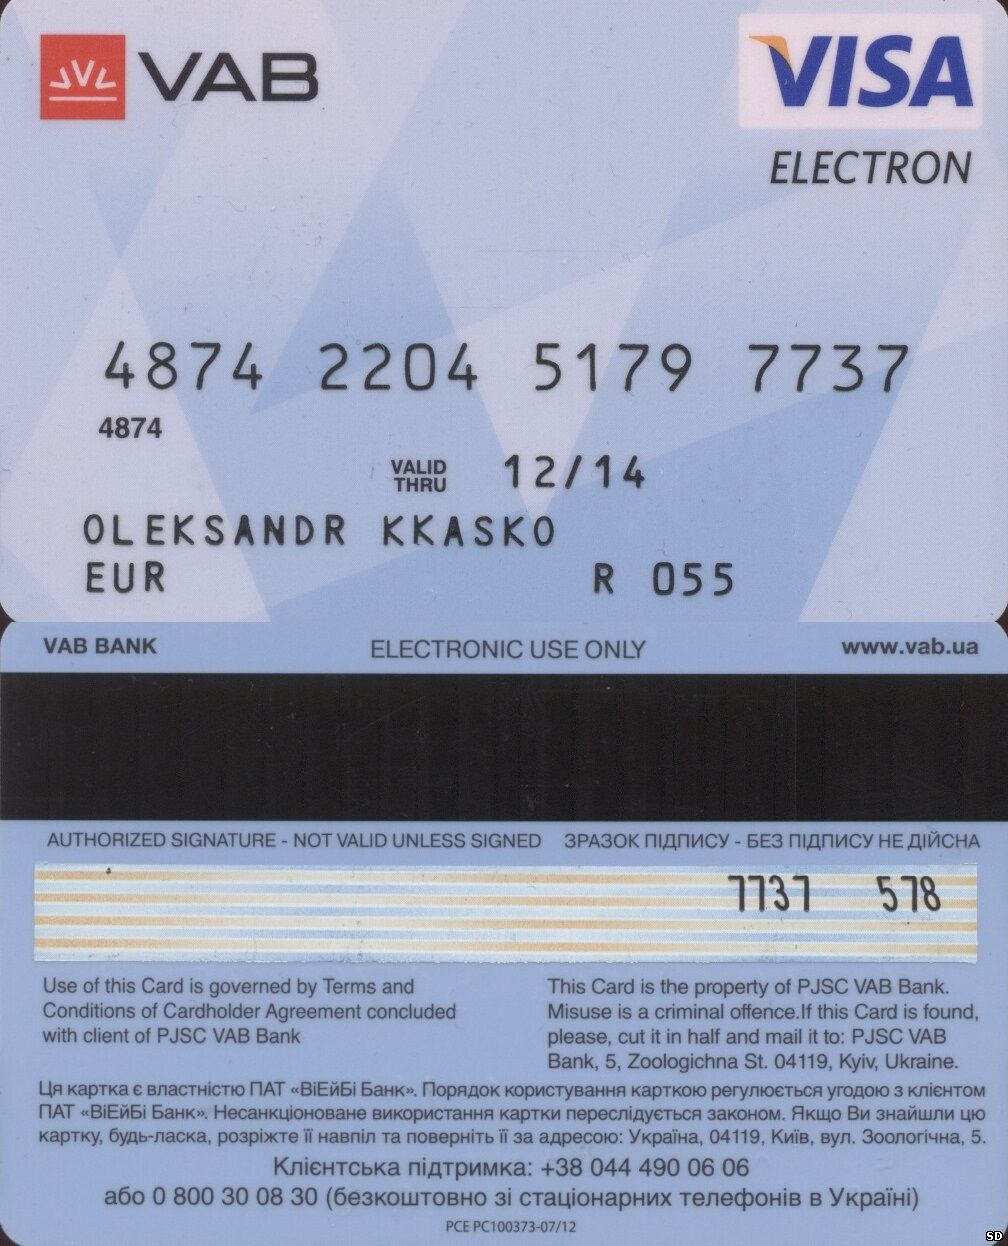 VAB
VISA
ELECTRON
4874 2204 5179 7737
4874
VALID THRU 12/14
OLEKSANDR KKASKO
EUR R 055
VAB BANK ELECTRONIC USE ONLY www.vab.ua
AUTHORIZED SIGNATURE - NOT VALID UNLESS SIGNED ЗРАЗОК ПІДПИСУ - БЕЗ ПІДПИСУ НЕ ДІЙСНА
7737 578
Use of this Card is governed by Terms and
Conditions of Cardholder Agreement concluded
with client of PJSC VAB Bank
This Card is the property of PJSC VAB Bank.
Misuse is a criminal offence.If this Card is found,
please, cut it in half and mail it to: PJSC VAB
Bank, 5, Zoologichna St. 04119, Kyiv, Ukraine.
Ця картка є властністю ПАТ «ВіЕйБі Банк». Порядок користування карткою регулюється угодою з клієнтом
ПАТ «ВіЕйБі Банк». Несанкціоноване використання картки переслідується законом. Якщо Ви знайшли цю
картку, будь-ласка, розріжте її навпіл та поверніть її за адресою: Україна, 04119, Київ, вул. Зоологічна, 5.
Клієнтська підтримка: +38 044 490 06 06
або 0 800 30 08 30 (безкоштовно зі стаціонарних телефонів в Україні)
PCE PC100373-07/12
SD